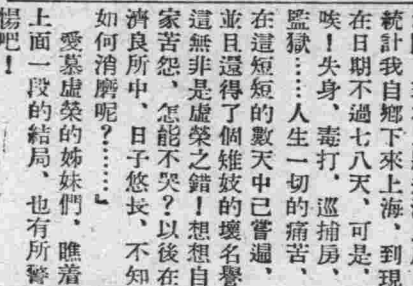 統計我自鄉下來上海、到現
在日期不過七八天、可是、
唉！失身、毒打、巡捕房、
監獄……人生一切的痛苦、
在這短短的數天中已嘗遍、
並且還得了個雉妓的壞名譽
這無非是虛榮之錯！想想自
家苦怨、怎能不哭？以後在
濟良所中、日子悠長、不知
如何消磨呢？………』
愛慕虛榮的姊妹們、瞧着
上面一段的結局、也有所警
惕吧！